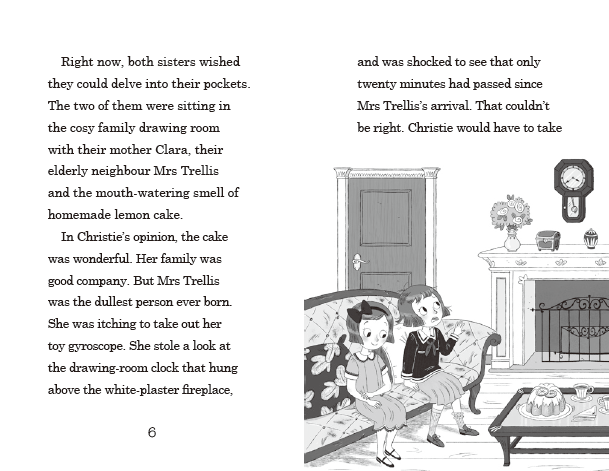 Right now, both sisters wished
they could delve into their pockets.
The two of them were sitting in
the cosy family drawing room
with their mother Clara, their
elderly neighbour Mrs Trellis
and the mouth-watering smell of
homemade lemon cake.
In Christie’s opinion, the cake
was wonderful. Her family was
good company. But Mrs Trellis
was the dullest person ever born.
She was itching to take out her
toy gyroscope. She stole a look at
the drawing-room clock that hung
above the white-plaster fireplace,
6
and was shocked to see that only
twenty minutes had passed since
Mrs Trellis’s arrival. That couldn’t
be right. Christie would have to take